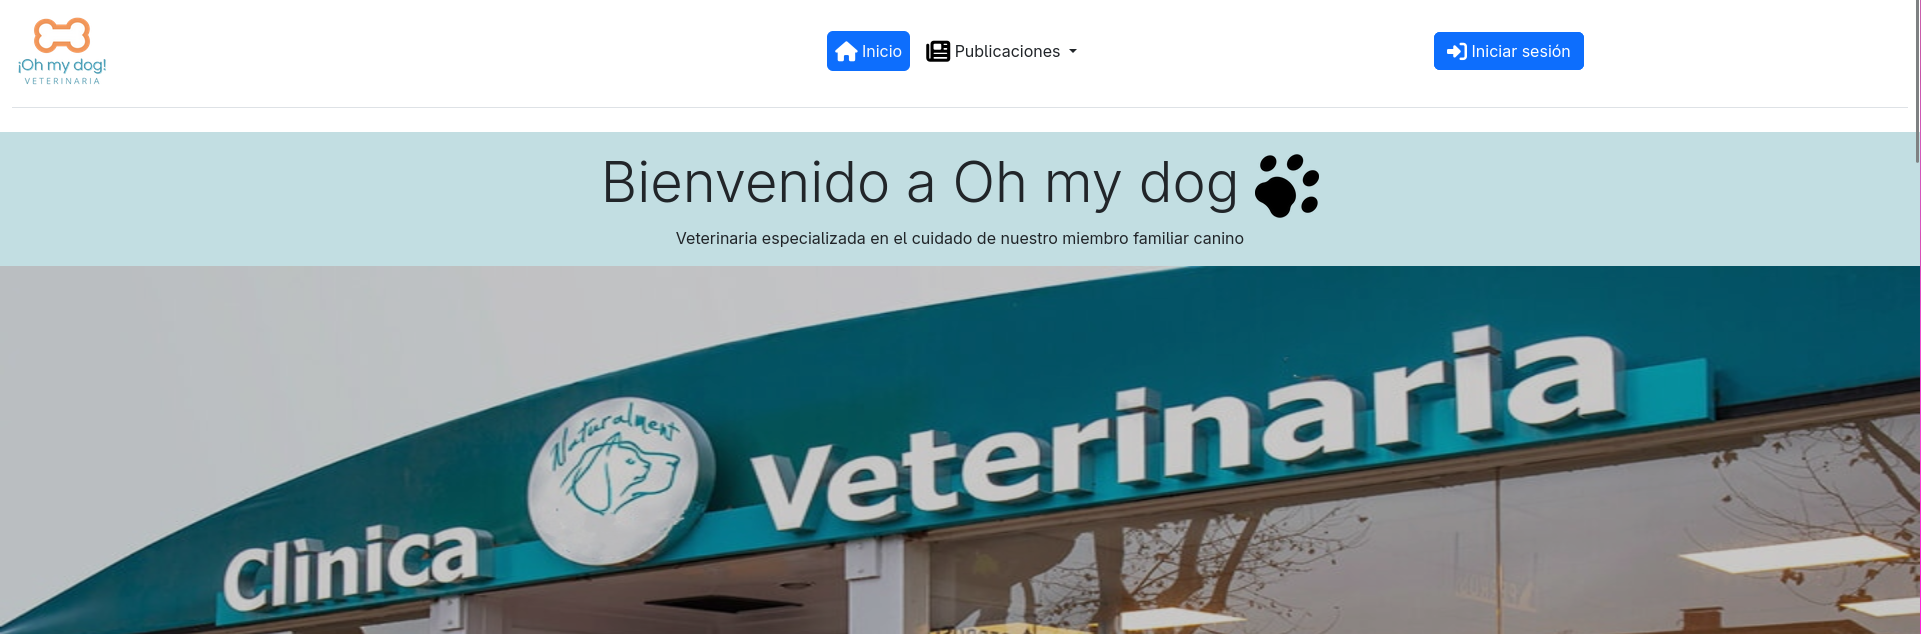 ¡Oh my dog!
VETERINARIA
Inicio
Publicaciones
Iniciar sesión
Bienvenido a Oh my dog
Veterinaria especializada en el cuidado de nuestro miembro familiar canino
Naturalment
Clínica
Veterinaria